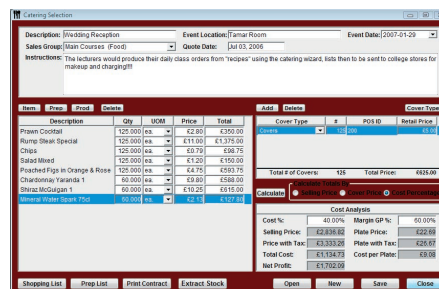 Catering Selection
Description: Wedding Reception Event Location: Tamar Room Event Date: 2007-01-29
Sales Group: Main Courses (Food) Quote Date: Jul 03, 2006
Instructions: The lecturers would produce their daily class orders from "recipes" using the catering wizard, lists then to be sent to college stores for
makeup and charging!!!!
Item Prep Prod Delete Add Delete Cover Type
Description Qty UOM Price Total Cover Type # POS ID Retail Price
Prawn Cocktail 125.000 ea. £2.80 £350.00 Covers 125 200 £5.00
Rump Steak Special 125.000 ea. £11.00 £1,375.00
Chips 125.000 ea. £0.79 £98.75
Salad Mixed 125.000 ea. £1.20 £150.00
Poached Figs in Orange & Rose 125.000 ea. £4.75 £593.75
Chardonnay Yaranda 1 60.000 ea. £9.80 £588.00
Shiraz McGuigan 1 60.000 ea. £10.25 £615.00
Mineral Water Spark 75cl 60.000 ea. £2.13 £127.80
Total # of Covers: 125 Total Price: £625.00
Calculate Calculate Totals By
Selling Price Cover Price Cost Percentage
Cost Analysis
Cost %: 40.00% Margin GP %: 60.00%
Selling Price: £2,836.82 Plate Price: £22.69
Price with Tax: £3,333.26 Plate with Tax: £26.67
Total Cost: £1,134.73 Cost per Plate: £9.08
Net Profit: £1,702.09
Shopping List Prep List Print Contract Extract Stock Open New Save Close